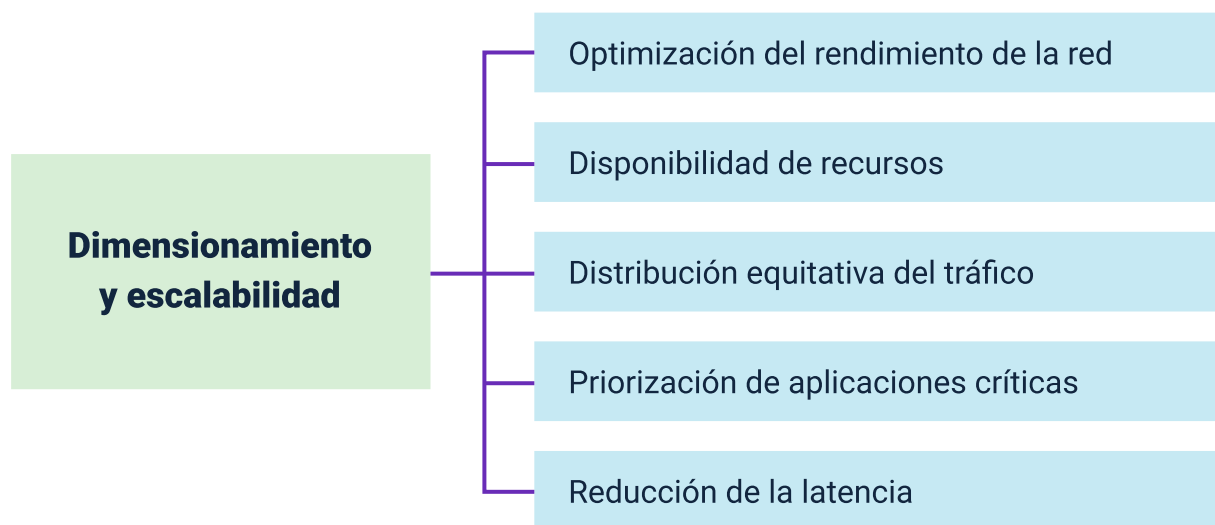 Dimensionamiento
y escalabilidad
Optimización del rendimiento de la red
Disponibilidad de recursos
Distribución equitativa del tráfico
Priorización de aplicaciones críticas
Reducción de la latencia